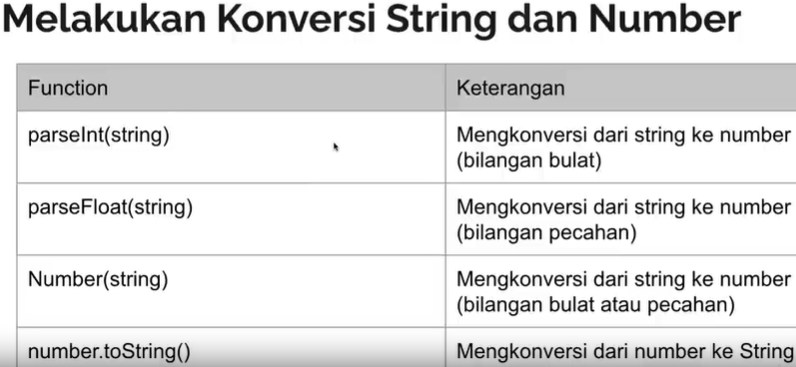 Melakukan Konversi String dan Number
Function
Keterangan
parseInt(string)
Mengkonversi dari string ke number
(bilangan bulat)
parseFloat(string)
Mengkonversi dari string ke number
(bilangan pecahan)
Number(string)
Mengkonversi dari string ke number
(bilangan bulat atau pecahan)
number.toString()
Mengkonversi dari number ke String